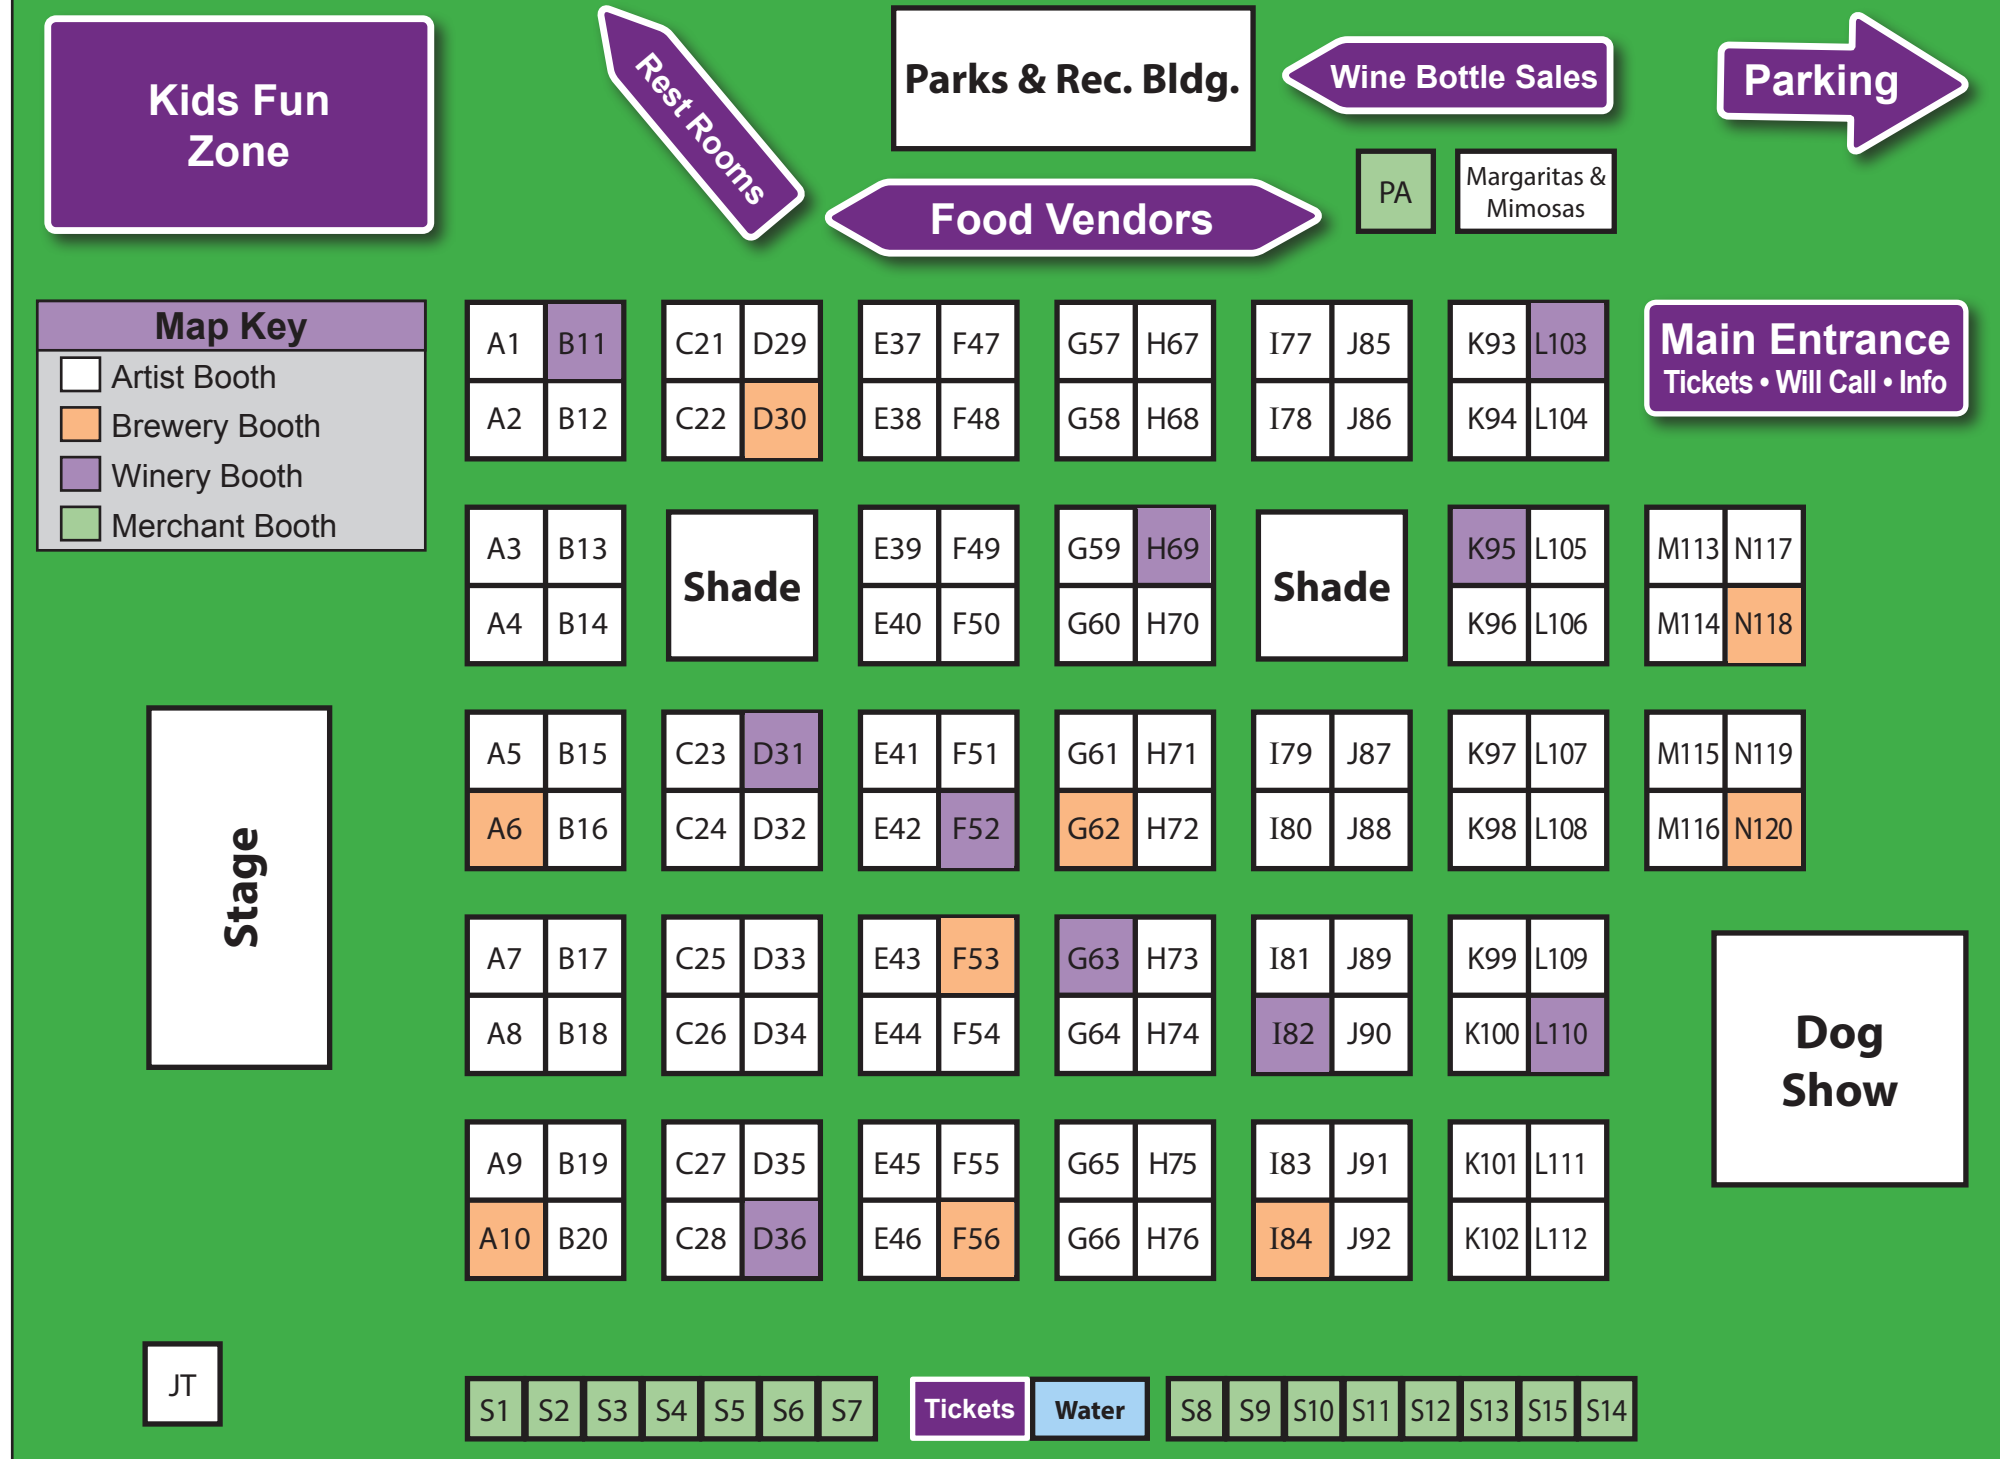 Kids Fun
Zone
Rest Rooms
Parks & Rec. Bldg.
Wine Bottle Sales
Parking
PA
Margaritas &
Mimosas
Food Vendors
Map Key
Artist Booth
Brewery Booth
Winery Booth
Merchant Booth
Main Entrance
Tickets • Will Call • Info
A1 B11 C21 D29 E37 F47 G57 H67 I77 J85 K93 L103
A2 B12 C22 D30 E38 F48 G58 H68 I78 J86 K94 L104
A3 B13 E39 F49 G59 H69 K95 L105 M113 N117
Shade Shade
A4 B14 E40 F50 G60 H70 K96 L106 M114 N118
A5 B15 C23 D31 E41 F51 G61 H71 I79 J87 K97 L107 M115 N119
A6 B16 C24 D32 E42 F52 G62 H72 I80 J88 K98 L108 M116 N120
Stage
A7 B17 C25 D33 E43 F53 G63 H73 I81 J89 K99 L109
A8 B18 C26 D34 E44 F54 G64 H74 I82 J90 K100 L110
Dog
Show
A9 B19 C27 D35 E45 F55 G65 H75 I83 J91 K101 L111
A10 B20 C28 D36 E46 F56 G66 H76 I84 J92 K102 L112
JT
S1 S2 S3 S4 S5 S6 S7 Tickets Water S8 S9 S10 S11 S12 S13 S15 S14